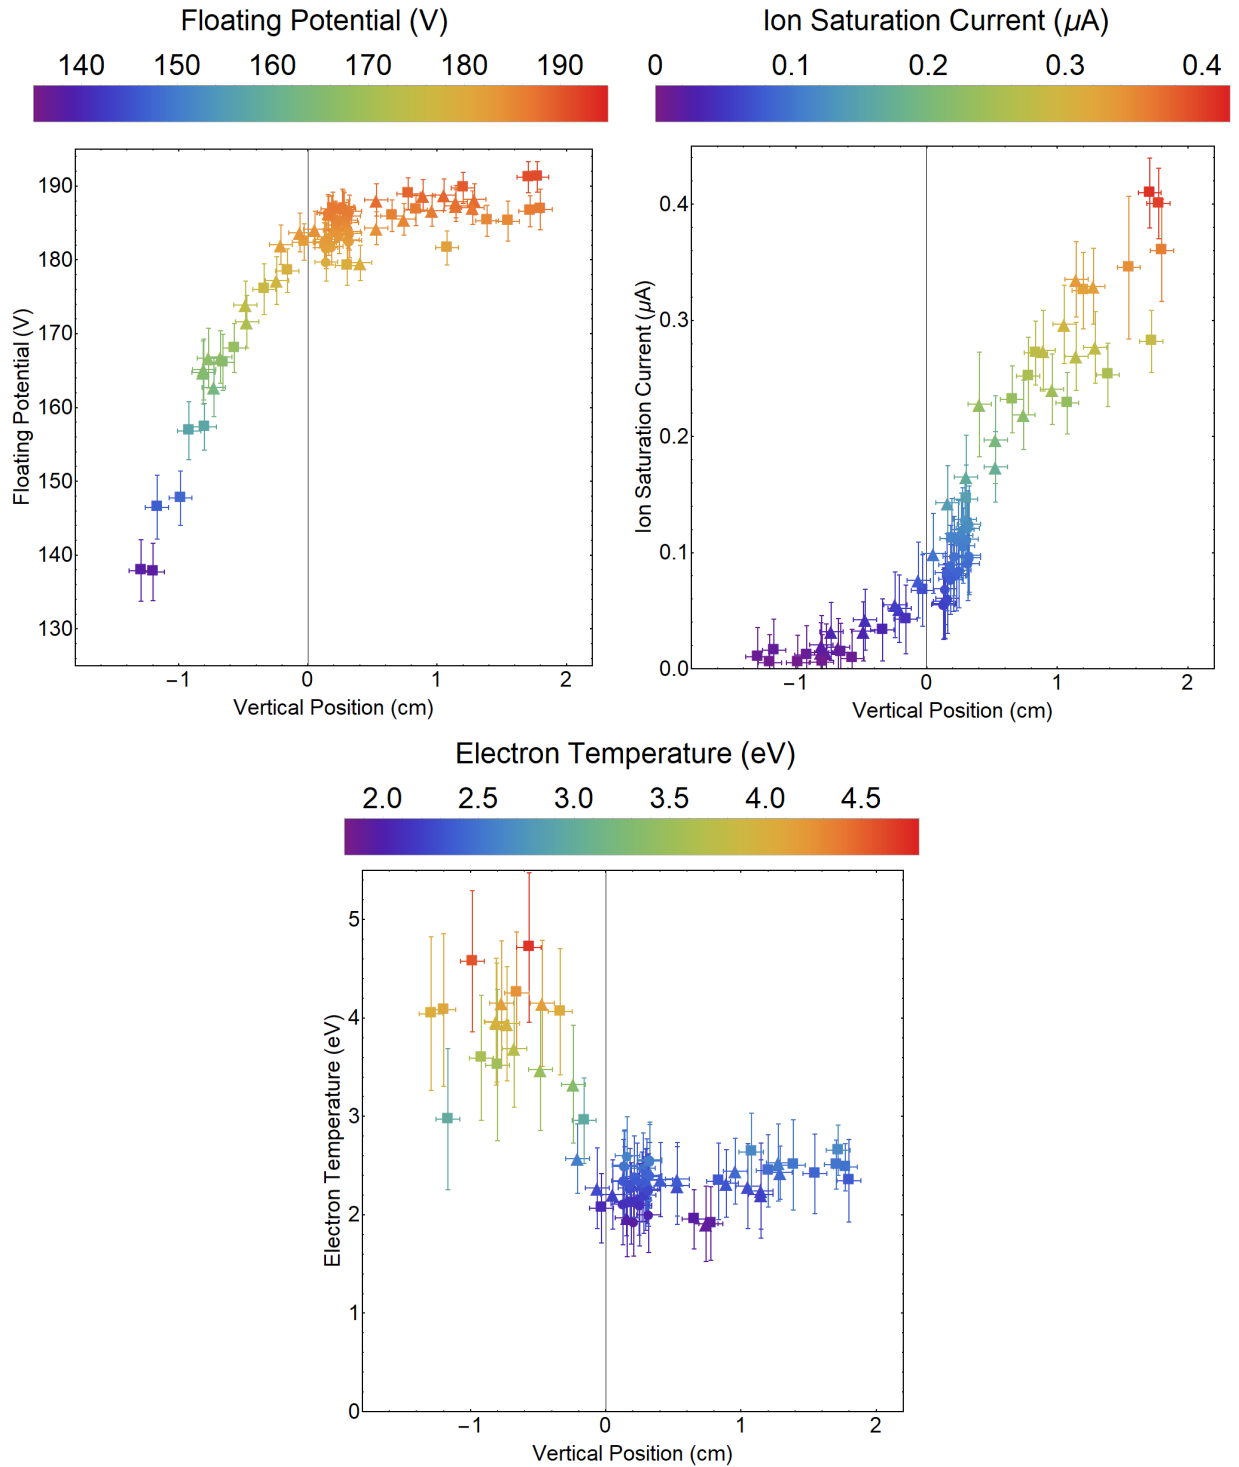 Floating Potential (V)
140 150 160 170 180 190
190
180
170
160
150
140
130
Floating Potential (V)
−1 0 1 2
Vertical Position (cm)
Ion Saturation Current (μA)
0 0.1 0.2 0.3 0.4
0.4
0.3
0.2
0.1
0.0
Ion Saturation Current (μA)
−1 0 1 2
Vertical Position (cm)
Electron Temperature (eV)
2.0 2.5 3.0 3.5 4.0 4.5
5
4
3
2
1
0
Electron Temperature (eV)
−1 0 1 2
Vertical Position (cm)